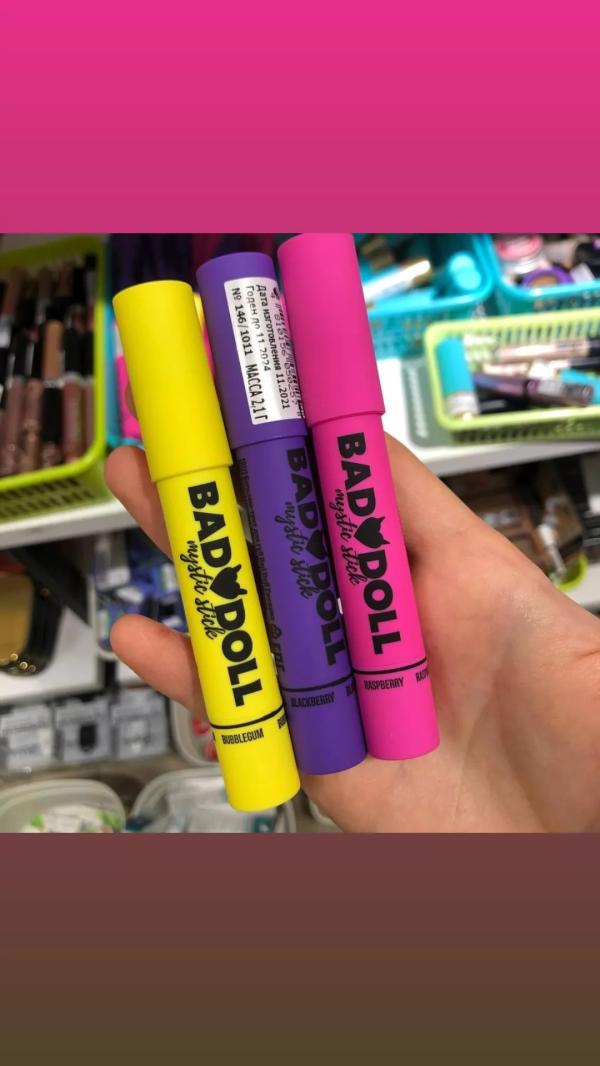 BAD DOLL
mystic stick
BUBBLEGUM
Дата изготовления 11.2021
Годен до 11.2024
№ 146/1011 МАССА 2,1 Г
BAD DOLL
mystic stick
BLACKBERRY
BAD DOLL
mystic stick
RASPBERRY